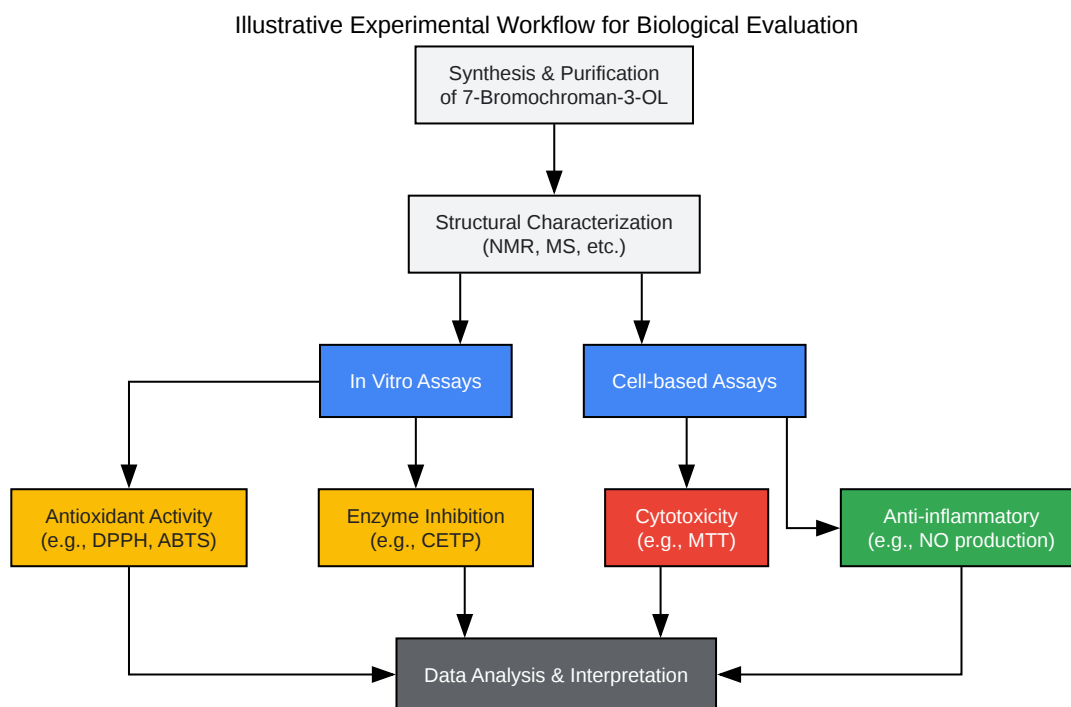 Illustrative Experimental Workflow for Biological Evaluation
Synthesis & Purification
of 7-Bromochroman-3-OL
Structural Characterization
(NMR, MS, etc.)
In Vitro Assays
Cell-based Assays
Antioxidant Activity
(e.g., DPPH, ABTS)
Enzyme Inhibition
(e.g., CETP)
Cytotoxicity
(e.g., MTT)
Anti-inflammatory
(e.g., NO production)
Data Analysis & Interpretation